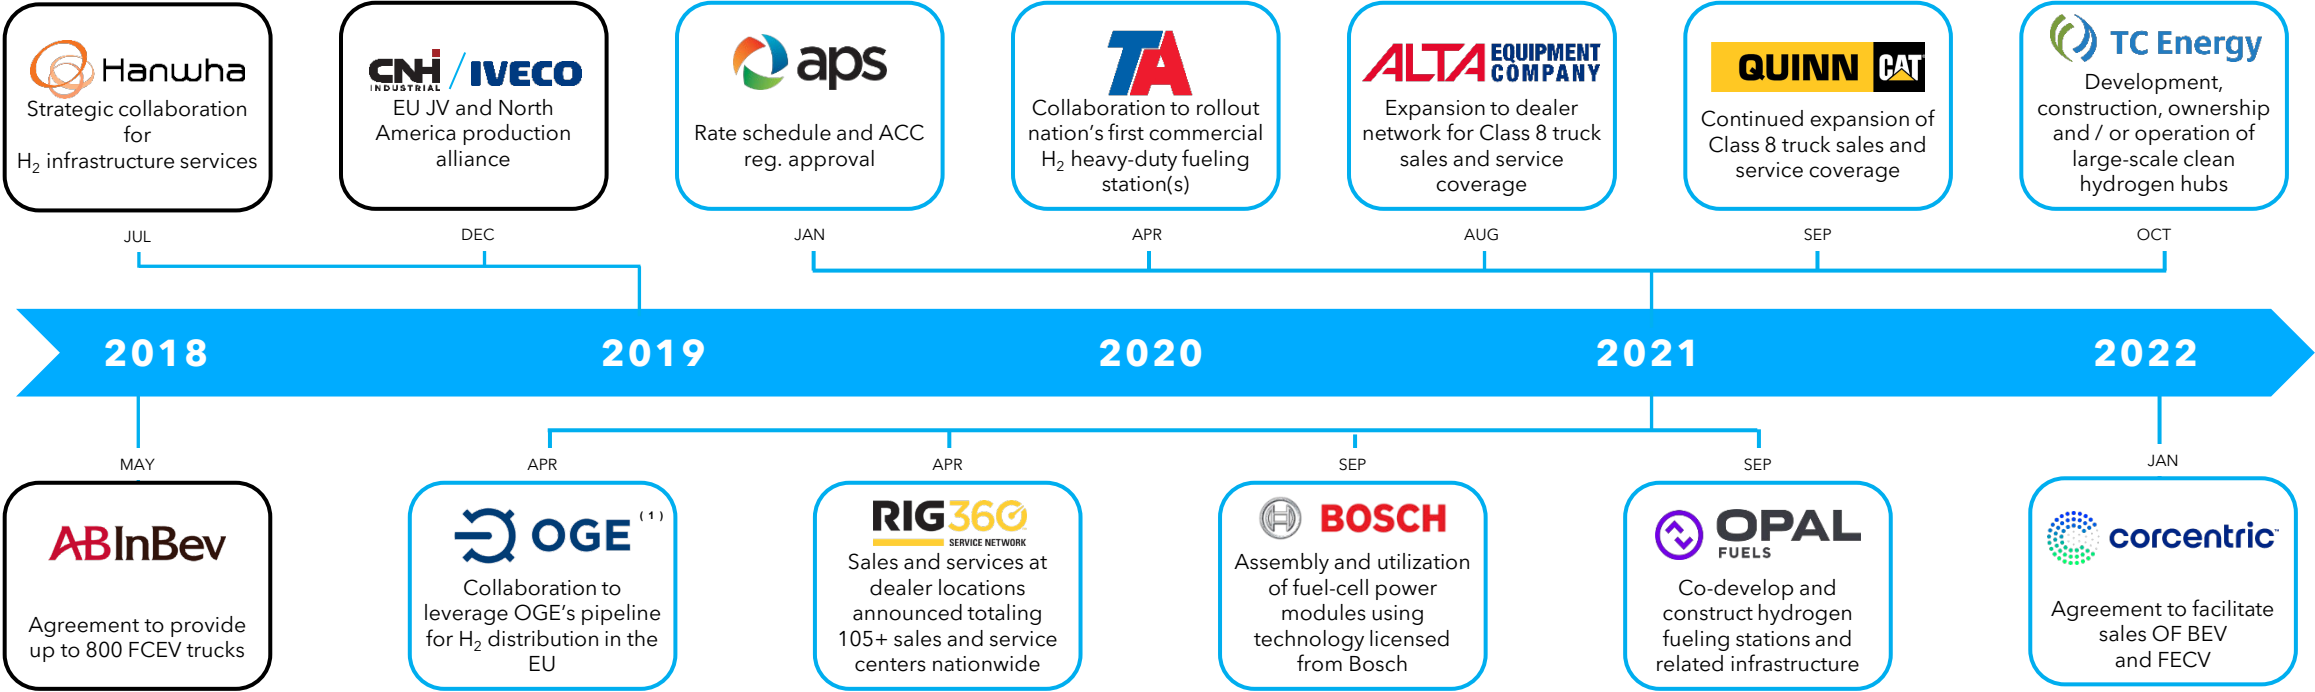 Hanwha
Strategic collaboration
for
H2 infrastructure services
JUL
CNH
INDUSTRIAL
/ IVECO
EU JV and North
America production
alliance
DEC
aps
Rate schedule and ACC
reg. approval
JAN
TA
Collaboration to rollout
nation's first commercial
H2 heavy-duty fueling
station(s)
APR
ALTA EQUIPMENT
COMPANY
Expansion to dealer
network for Class 8 truck
sales and service
coverage
AUG
QUINN CAT
Continued expansion of
Class 8 truck sales and
service coverage
SEP
TC Energy
Development,
construction, ownership
and / or operation of
large-scale clean
hydrogen hubs
OCT
2018 2019 2020 2021 2022
MAY
ABInBev
Agreement to provide
up to 800 FCEV trucks
APR
OGE (1)
Collaboration to
leverage OGE's pipeline
for H2 distribution in the
EU
APR
RIG360
SERVICE NETWORK
Sales and services at
dealer locations
announced totaling
105+ sales and service
centers nationwide
SEP
BOSCH
Assembly and utilization
of fuel-cell power
modules using
technology licensed
from Bosch
SEP
OPAL
FUELS
Co-develop and
construct hydrogen
fueling stations and
related infrastructure
JAN
corcentric™
Agreement to facilitate
sales OF BEV
and FECV